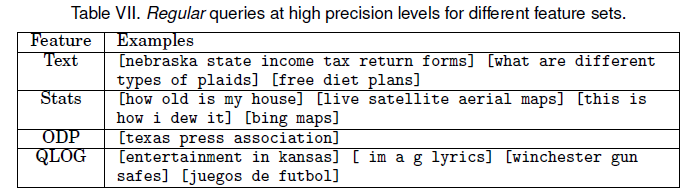 Table VII. Regular queries at high precision levels for different feature sets.
Feature Examples
Text [nebraska state income tax return forms] [what are different
types of plaids] [free diet plans]
Stats [how old is my house] [live satellite aerial maps] [this is
how i dew it] [bing maps]
ODP [texas press association]
QLOG [entertainment in kansas] [ im a g lyrics] [winchester gun
safes] [juegos de futbol]